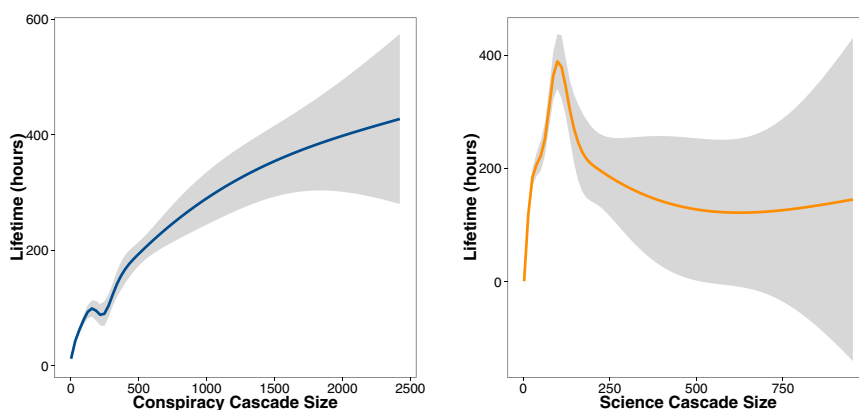 600
400
200
0
Lifetime (hours)
0 500 1000 1500 2000 2500
Conspiracy Cascade Size
400
200
0
Lifetime (hours)
0 250 500 750
Science Cascade Size